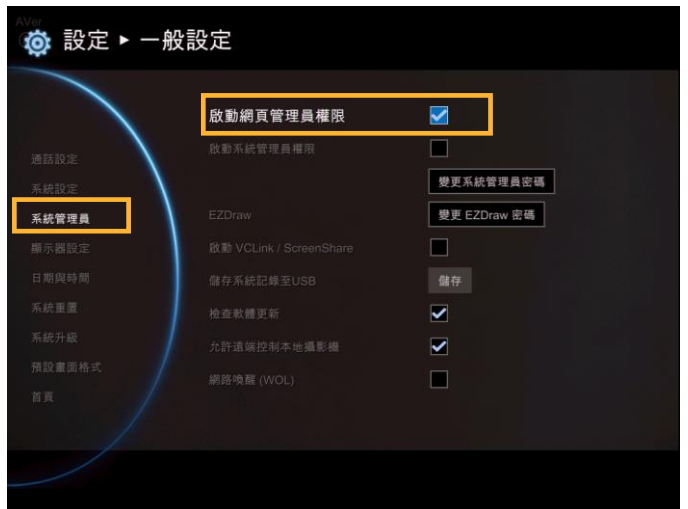 AVer
設定 ▸ 一般設定
啟動網頁管理員權限
啟動系統管理員權限
變更系統管理員密碼
EZDraw
變更 EZDraw 密碼
啟動 VCLink / ScreenShare
儲存系統記錄至USB
儲存
檢查軟體更新
允許遠端控制本地攝影機
網路喚醒 (WOL)
通話設定
系統設定
系統管理員
顯示器設定
日期與時間
系統重置
系統升級
預設畫面格式
首頁